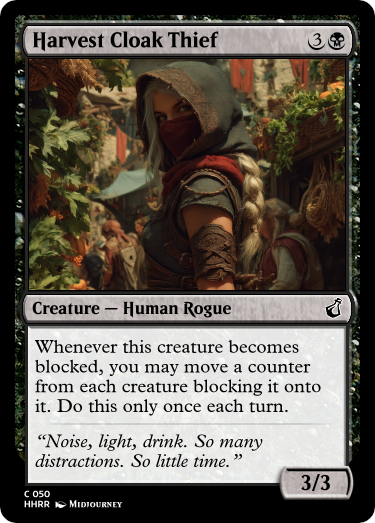 Harvest Cloak Thief 3
Creature — Human Rogue
Whenever this creature becomes
blocked, you may move a counter
from each creature blocking it onto
it. Do this only once each turn.
“Noise, light, drink. So many
distractions. So little time.”
3/3
C 050
HHRR Midjourney